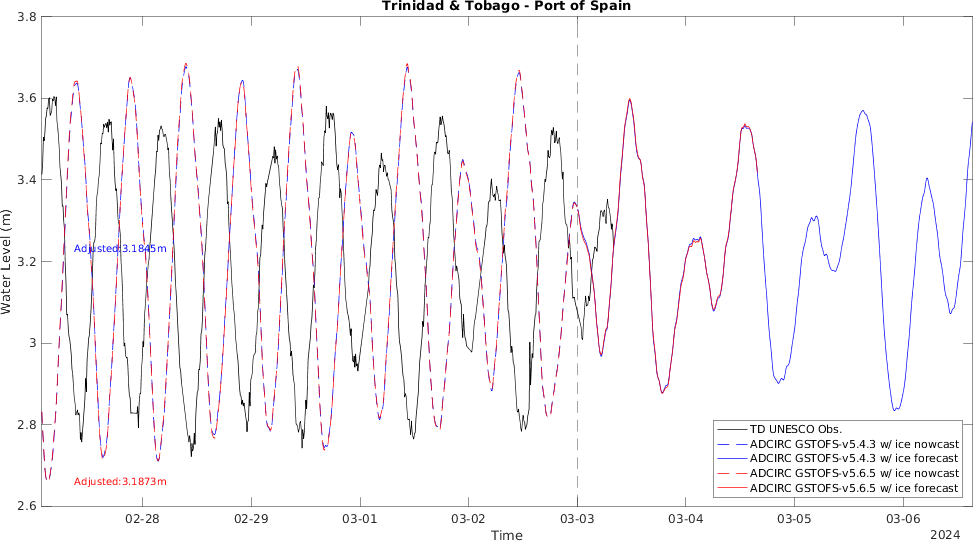 Trinidad & Tobago - Port of Spain
3.8
3.6
3.4
3.2
3
2.8
2.6
Water Level (m)
Adjusted:3.1845m
Adjusted:3.1873m
TD UNESCO Obs.
ADCIRC GSTOFS-v5.4.3 w/ ice nowcast
ADCIRC GSTOFS-v5.4.3 w/ ice forecast
ADCIRC GSTOFS-v5.6.5 w/ ice nowcast
ADCIRC GSTOFS-v5.6.5 w/ ice forecast
02-28 02-29 03-01 03-02 03-03 03-04 03-05 03-06
Time
2024